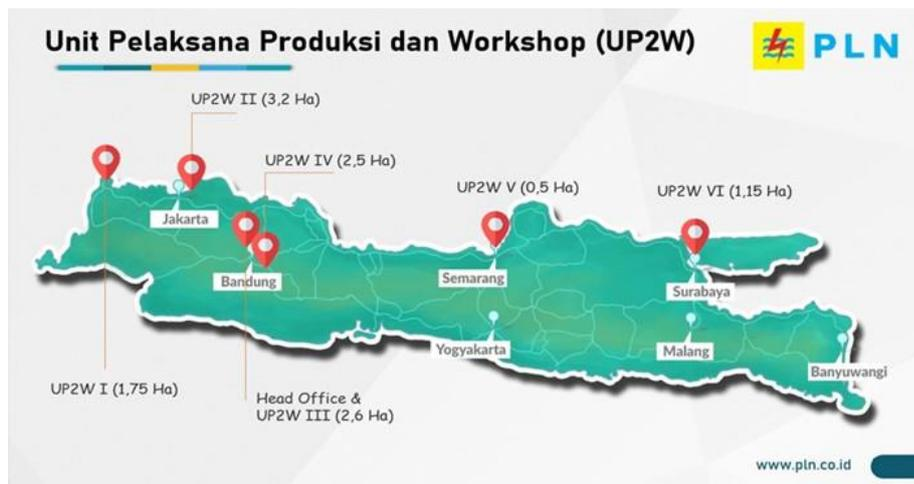 Unit Pelaksana Produksi dan Workshop (UP2W)
PLN
UP2W II (3,2 Ha)
UP2W IV (2,5 Ha)
UP2W V (0,5 Ha)
UP2W VI (1,15 Ha)
Jakarta
Bandung
Semarang
Surabaya
Yogyakarta
Malang
Banyuwangi
UP2W I (1,75 Ha)
Head Office &
UP2W III (2,6 Ha)
www.pln.co.id